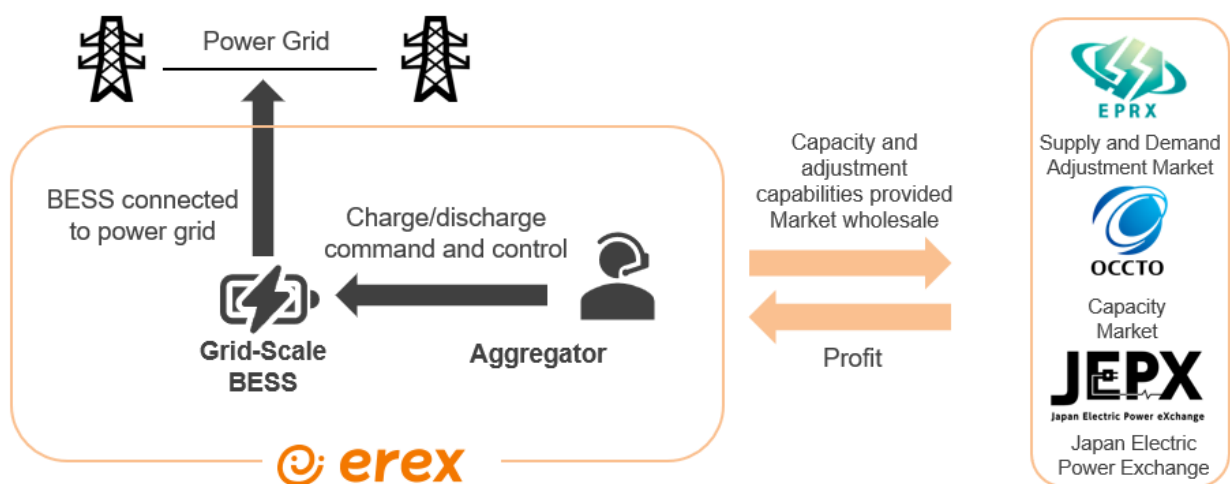 Power Grid
BESS connected
to power grid
Charge/discharge
command and control
Grid-Scale
BESS
Aggregator
erex
Capacity and
adjustment
capabilities provided
Market wholesale
Profit
EPRX
Supply and Demand
Adjustment Market
OCCTO
Capacity
Market
JEPX
Japan Electric Power eXchange
Japan Electric
Power Exchange